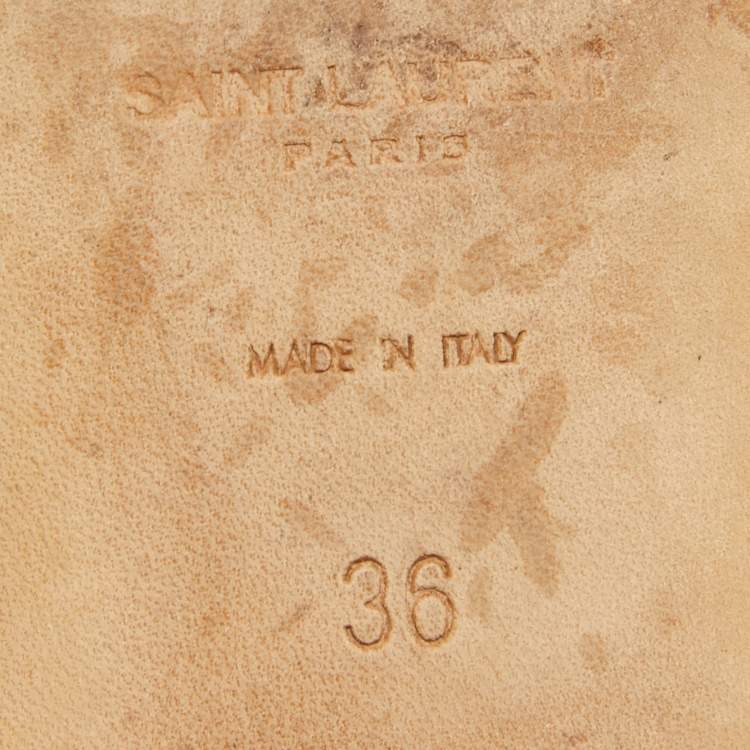 SAINT LAURENT
PARIS
MADE IN ITALY
36